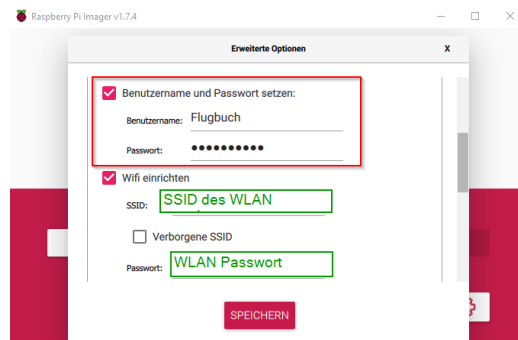 Raspberry Pi Imager v1.7.4
Erweiterte Optionen X
Benutzername und Passwort setzen:
Benutzername: Flugbuch
Passwort: ●●●●●●●●●●
Wifi einrichten
SSID: SSID des WLAN
Verborgene SSID
Passwort: WLAN Passwort
SPEICHERN